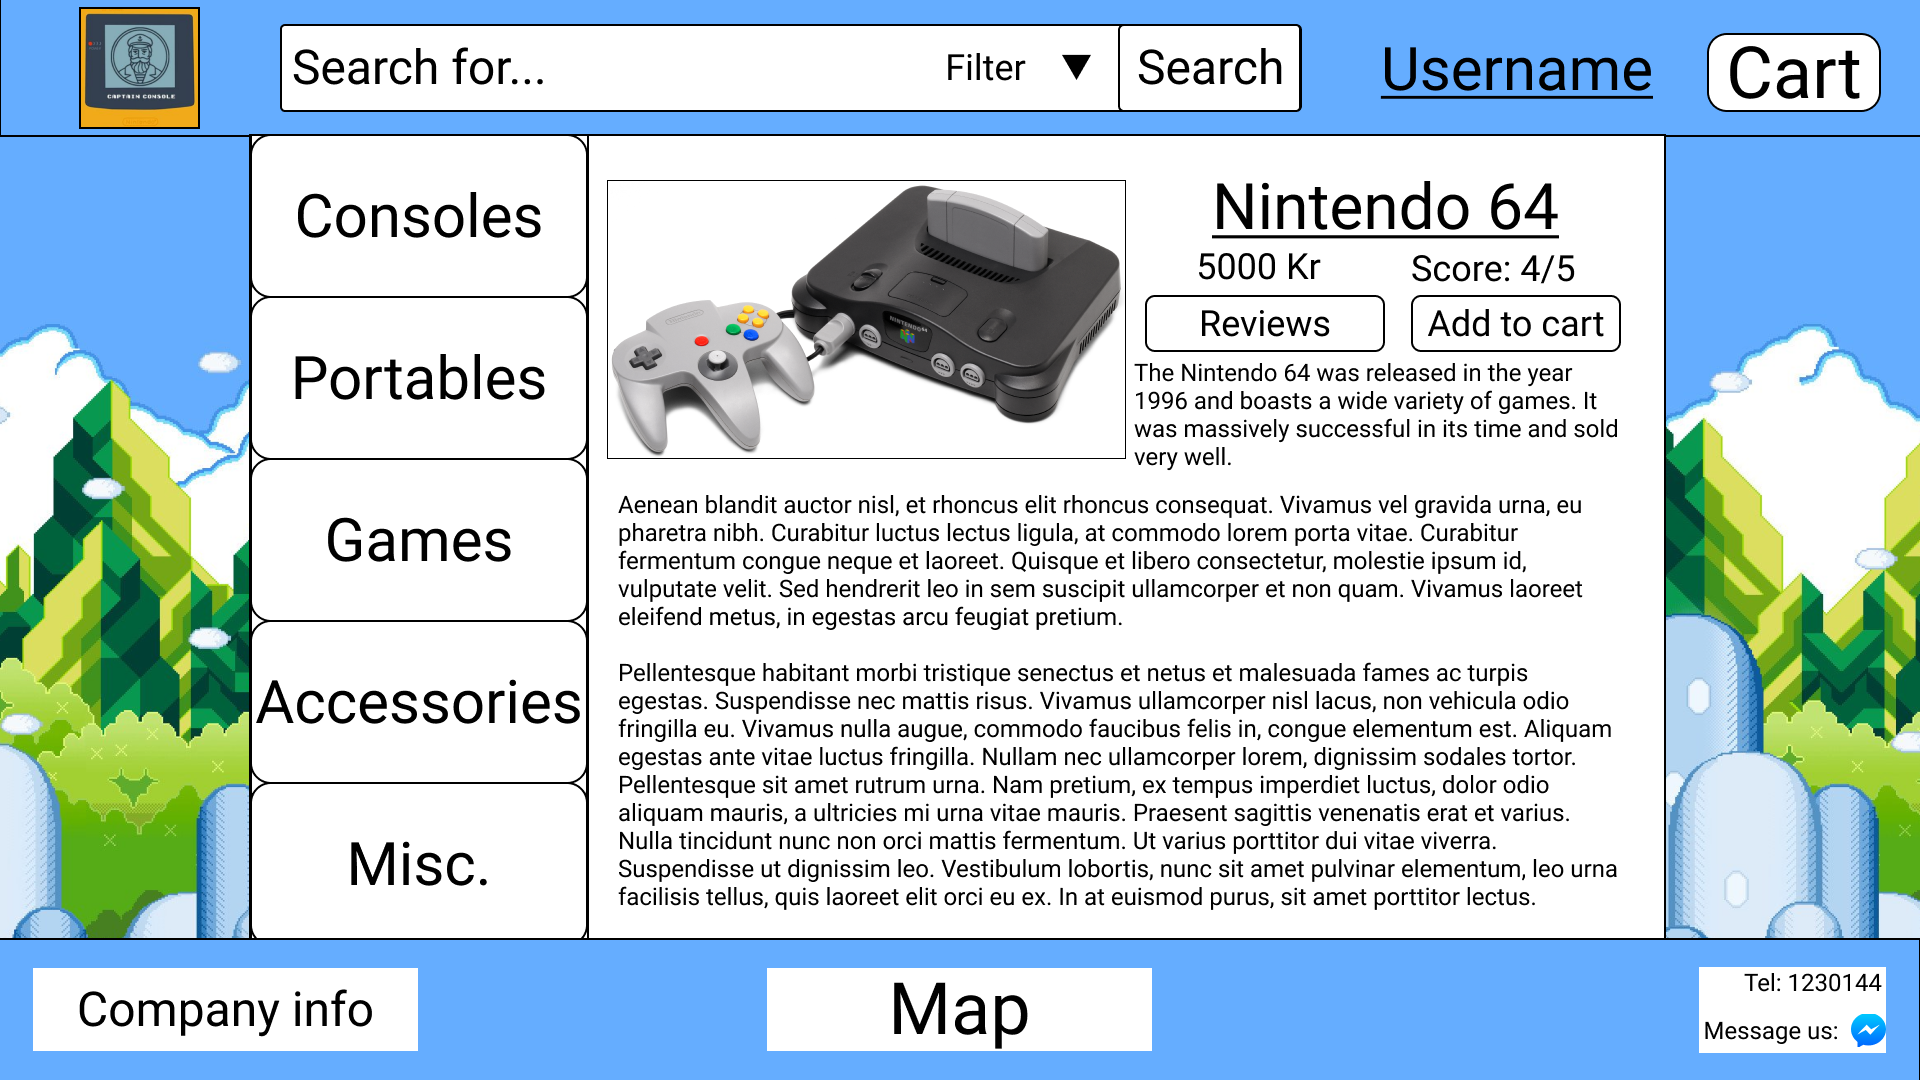 CAPTAIN CONSOLE
Search for...
Filter
Search
Username
Cart
Consoles
Portables
Games
Accessories
Misc.
NINTENDO 64
Nintendo 64
5000 Kr
Score: 4/5
Reviews
Add to cart
The Nintendo 64 was released in the year
1996 and boasts a wide variety of games. It
was massively successful in its time and sold
very well.
Aenean blandit auctor nisl, et rhoncus elit rhoncus consequat. Vivamus vel gravida urna, eu
pharetra nibh. Curabitur luctus lectus ligula, at commodo lorem porta vitae. Curabitur
fermentum congue neque et laoreet. Quisque et libero consectetur, molestie ipsum id,
vulputate velit. Sed hendrerit leo in sem suscipit ullamcorper et non quam. Vivamus laoreet
eleifend metus, in egestas arcu feugiat pretium.
Pellentesque habitant morbi tristique senectus et netus et malesuada fames ac turpis
egestas. Suspendisse nec mattis risus. Vivamus ullamcorper nisl lacus, non vehicula odio
fringilla eu. Vivamus nulla augue, commodo faucibus felis in, congue elementum est. Aliquam
egestas ante vitae luctus fringilla. Nullam nec ullamcorper lorem, dignissim sodales tortor.
Pellentesque sit amet rutrum urna. Nam pretium, ex tempus imperdiet luctus, dolor odio
aliquam mauris, a ultricies mi urna vitae mauris. Praesent sagittis venenatis erat et varius.
Nulla tincidunt nunc non orci mattis fermentum. Ut varius porttitor dui vitae viverra.
Suspendisse ut dignissim leo. Vestibulum lobortis, nunc sit amet pulvinar elementum, leo urna
facilisis tellus, quis laoreet elit orci eu ex. In at euismod purus, sit amet porttitor lectus.
Company info
Map
Tel: 1230144
Message us: